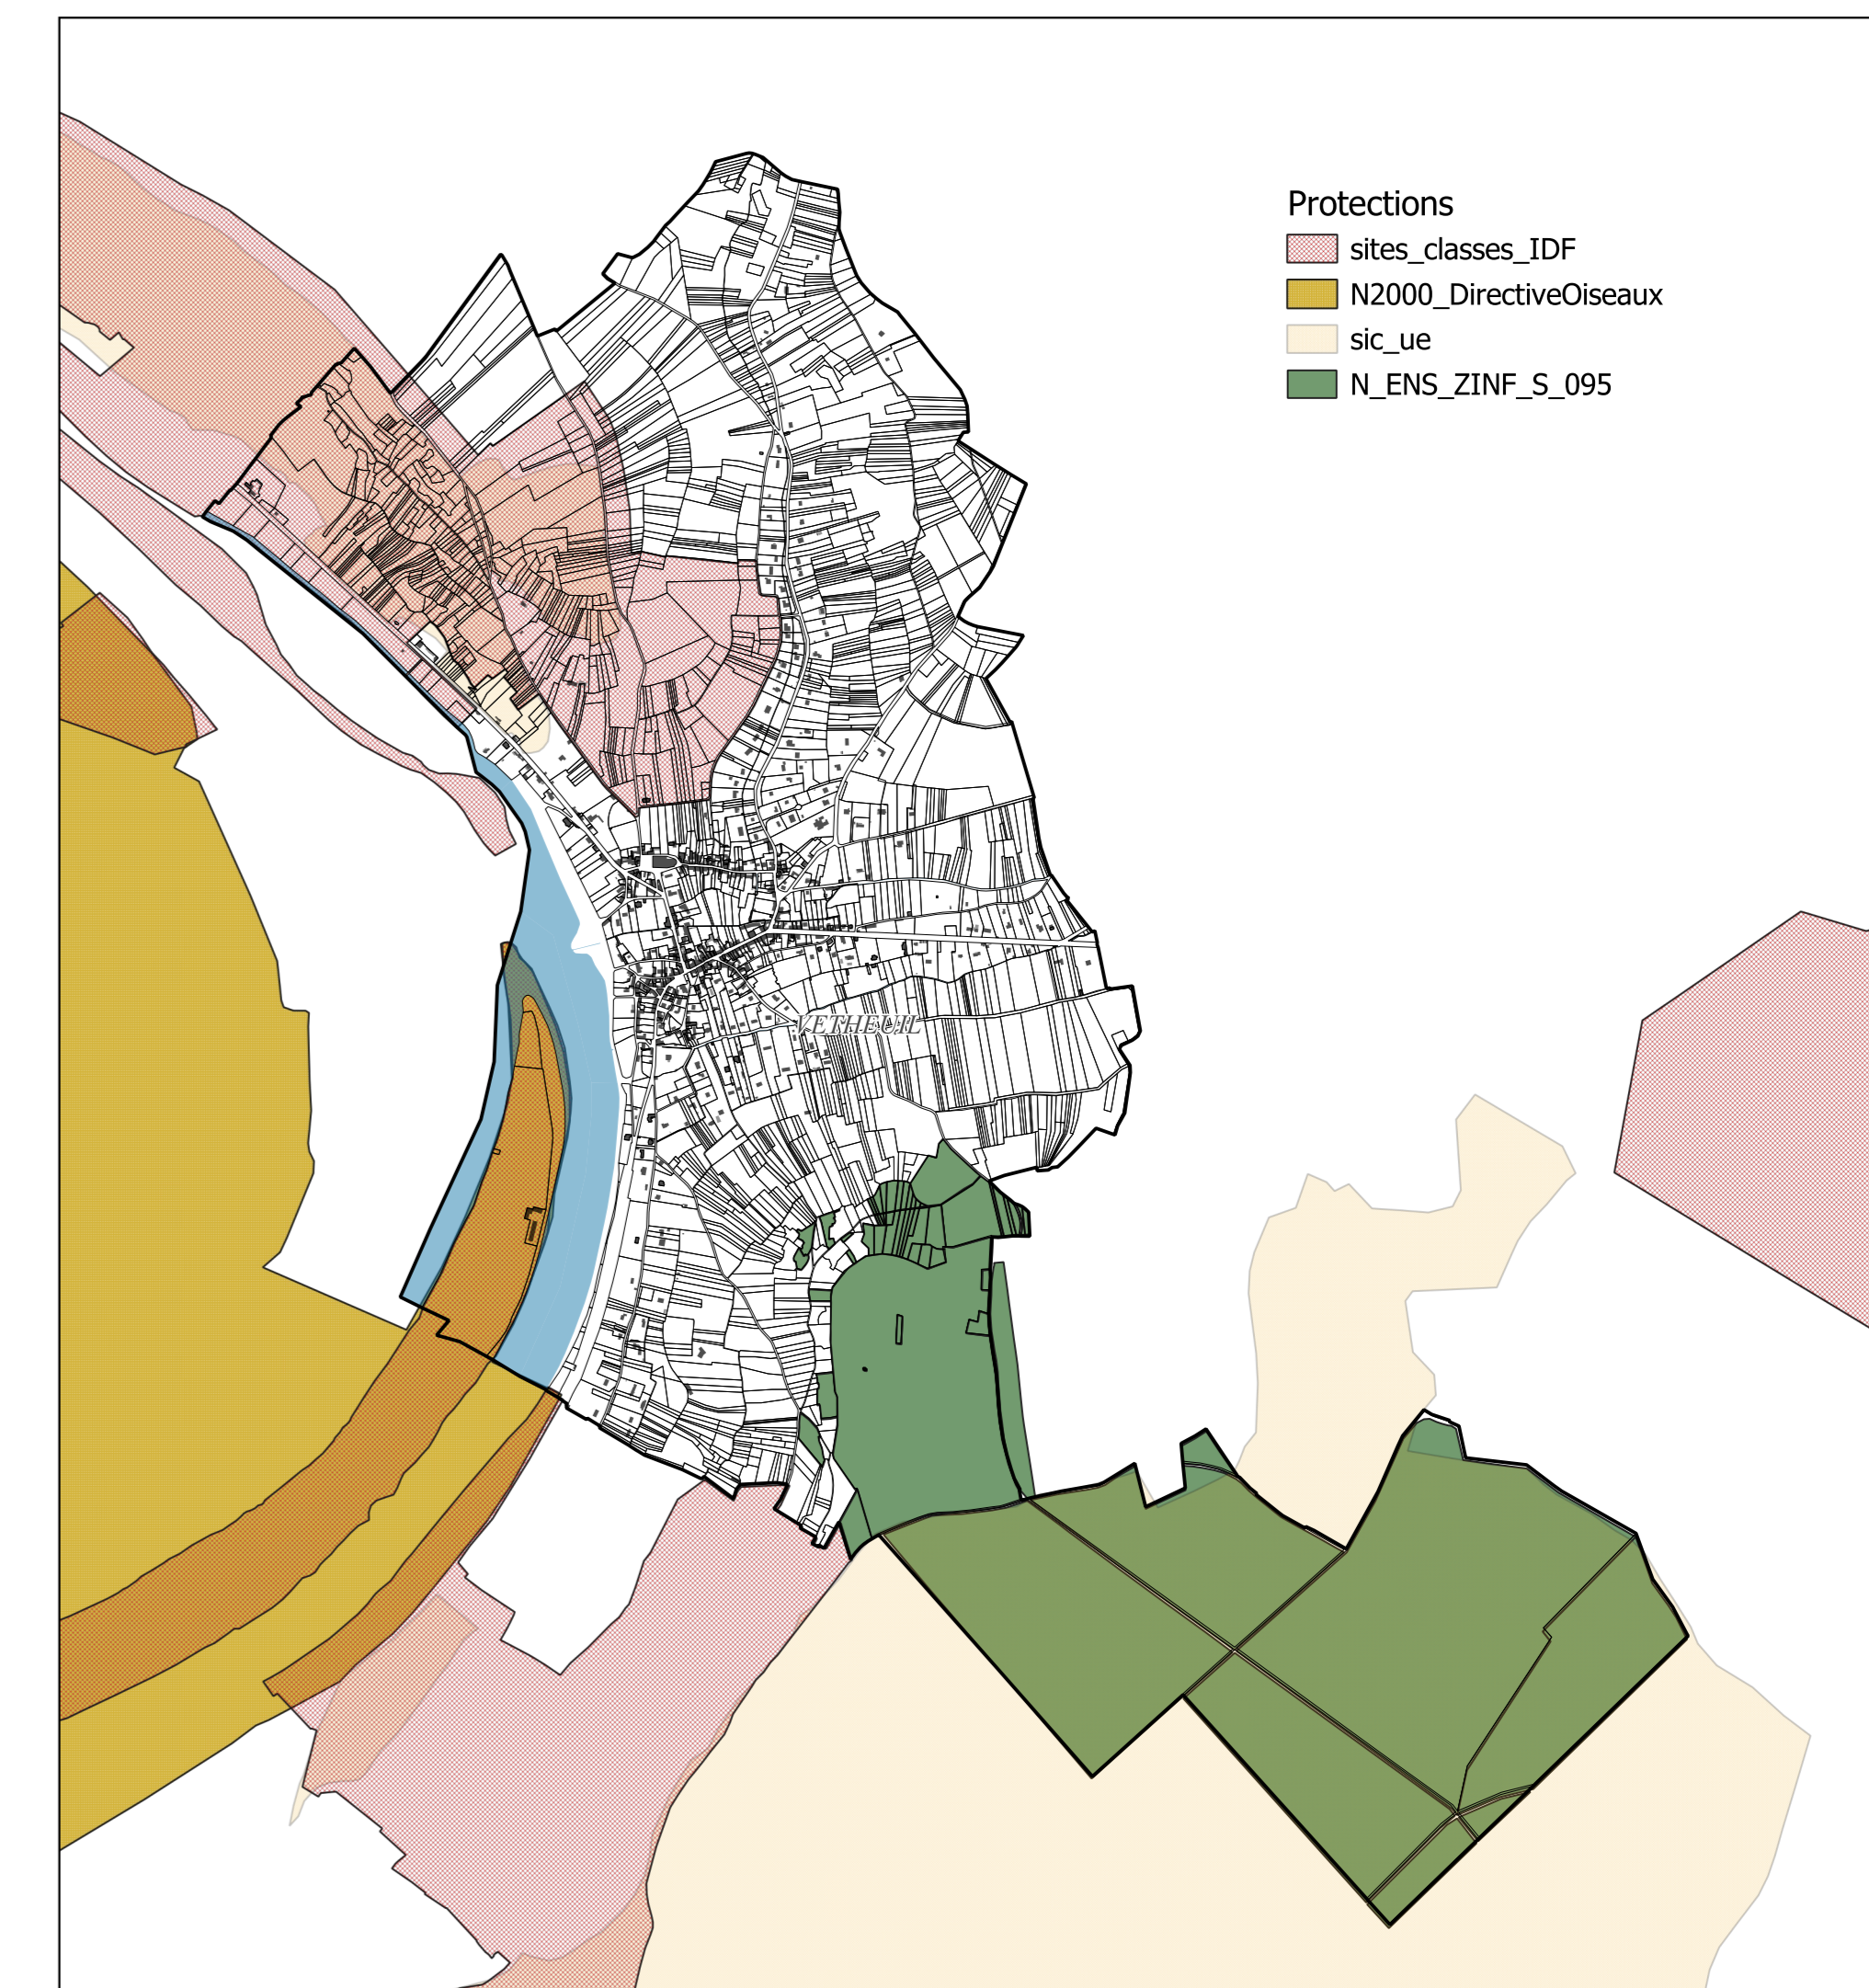 Protections
sites_classes_IDF
N2000_DirectiveOiseaux
sic_ue
N_ENS_ZINF_S_095
VETHEUIL